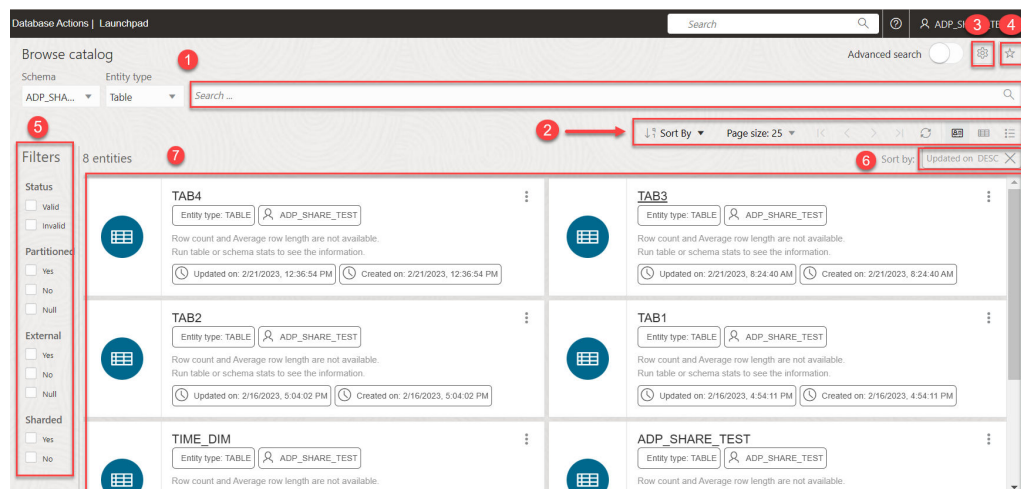 Database Actions | Launchpad
Search
ADP_S
TE
3
4
Browse catalog
1
Advanced search
Schema
Entity type
ADP_SHA...
Table
Search ...
5
2
Sort By
Page size: 25
Filters
8 entities
7
6
Sort by:
Updated on DESC
Status
Valid
Invalid
Partitioned
Yes
No
Null
External
Yes
No
Null
Sharded
Yes
No
TAB4
Entity type: TABLE
ADP_SHARE_TEST
Row count and Average row length are not available.
Run table or schema stats to see the information.
Updated on: 2/21/2023, 12:36:54 PM
Created on: 2/21/2023, 12:36:54 PM
TAB3
Entity type: TABLE
ADP_SHARE_TEST
Row count and Average row length are not available.
Run table or schema stats to see the information.
Updated on: 2/21/2023, 8:24:40 AM
Created on: 2/21/2023, 8:24:40 AM
TAB2
Entity type: TABLE
ADP_SHARE_TEST
Row count and Average row length are not available.
Run table or schema stats to see the information.
Updated on: 2/16/2023, 5:04:02 PM
Created on: 2/16/2023, 5:04:02 PM
TAB1
Entity type: TABLE
ADP_SHARE_TEST
Row count and Average row length are not available.
Run table or schema stats to see the information.
Updated on: 2/16/2023, 4:54:11 PM
Created on: 2/16/2023, 4:54:11 PM
TIME_DIM
Entity type: TABLE
ADP_SHARE_TEST
Row count and Average row length are not available.
ADP_SHARE_TEST
Entity type: TABLE
ADP_SHARE_TEST
Row count and Average row length are not available.